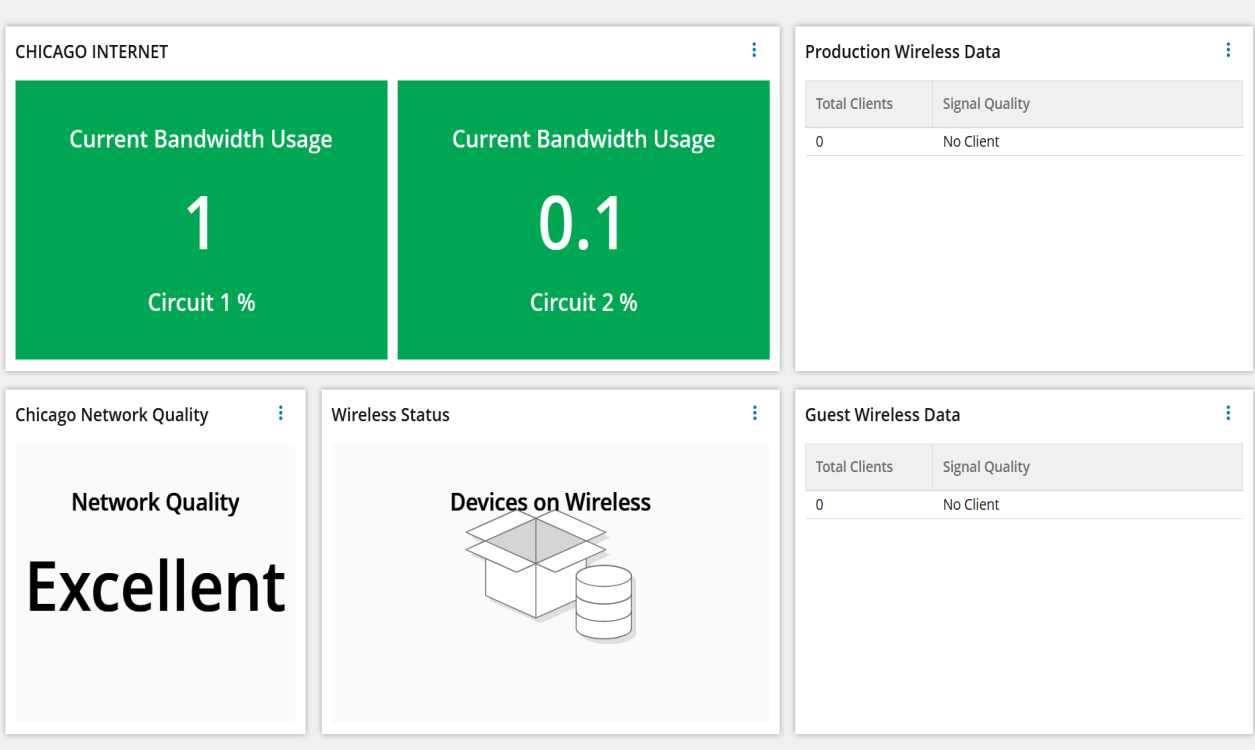 CHICAGO INTERNET
Current Bandwidth Usage
1
Circuit 1 %
Current Bandwidth Usage
0.1
Circuit 2 %
Production Wireless Data
Total Clients Signal Quality
0 No Client
Chicago Network Quality
Network Quality
Excellent
Wireless Status
Devices on Wireless
Guest Wireless Data
Total Clients Signal Quality
0 No Client